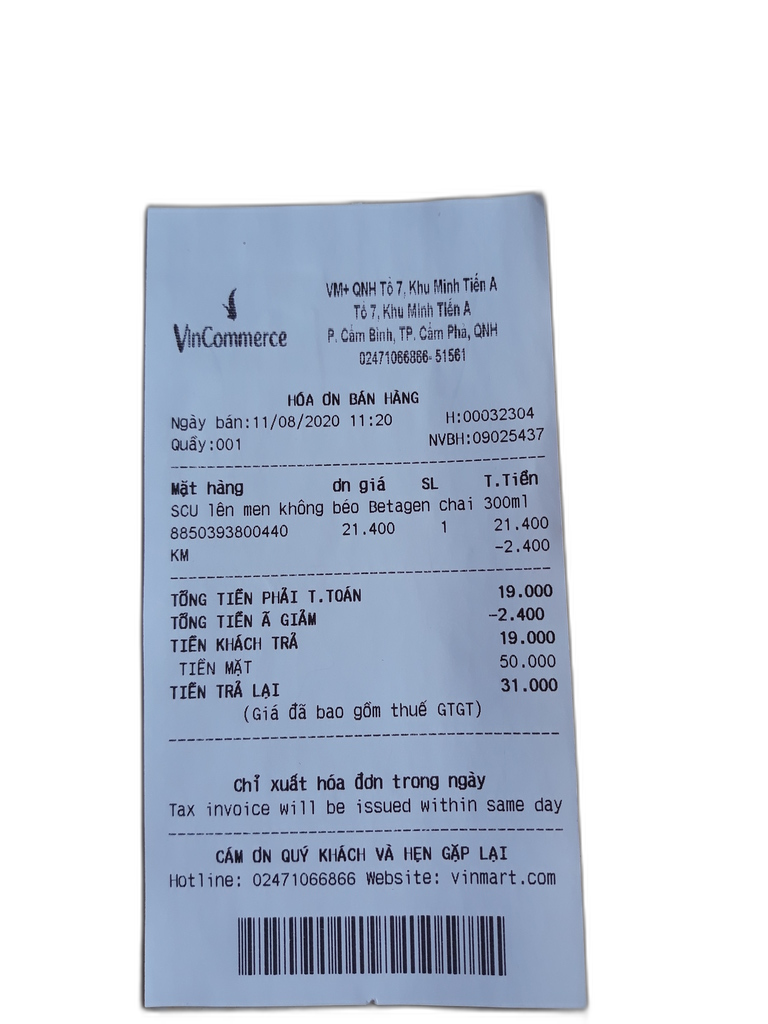 VinCommerce
VM+ QNH Tổ 7, Khu Minh Tiến A
Tổ 7, Khu Minh Tiến A
P. Cẩm Bình, TP. Cẩm Phả, QNH
02471066866-51561
HÓA ƠN BÁN HÀNG
Ngày bán:11/08/2020 11:20 H:00032304
Quầy:001 NVBH:09025437
Mặt hàng ơn giá SL T.Tiền
SCU lên men không béo Betagen chai 300ml
8850393800440 21.400 1 21.400
KM -2.400
TỔNG TIỀN PHẢI T.TOÁN 19.000
TỔNG TIỀN Ã GIẢM -2.400
TIỀN KHÁCH TRẢ 19.000
TIỀN MẶT 50.000
TIỀN TRẢ LẠI 31.000
(Giá đã bao gồm thuế GTGT)
Chỉ xuất hóa đơn trong ngày
Tax invoice will be issued within same day
CÁM ƠN QUÝ KHÁCH VÀ HẸN GẶP LẠI
Hotline: 02471066866 Website: vinmart.com